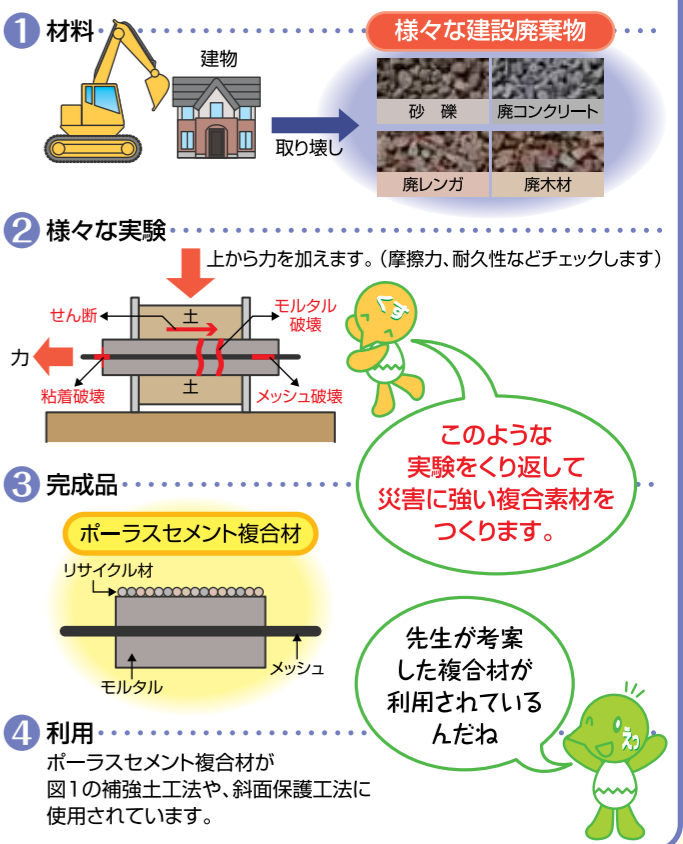 1 材料
建物
様々な建設廃棄物
砂 礫
廃コンクリート
取り壊し
廃レンガ
廃木材
2 様々な実験
上から力を加えます。（摩擦力、耐久性などチェックします）
せん断
土
モルタル
破壊
くす
力
粘着破壊
土
メッシュ破壊
このような
実験をくり返して
災害に強い複合素材を
つくります。
3 完成品
ポーラスセメント複合材
リサイクル材
モルタル
メッシュ
先生が考案
した複合材が
利用されている
んだね
えっ
4 利用
ポーラスセメント複合材が
図1の補強土工法や、斜面保護工法に
使用されています。